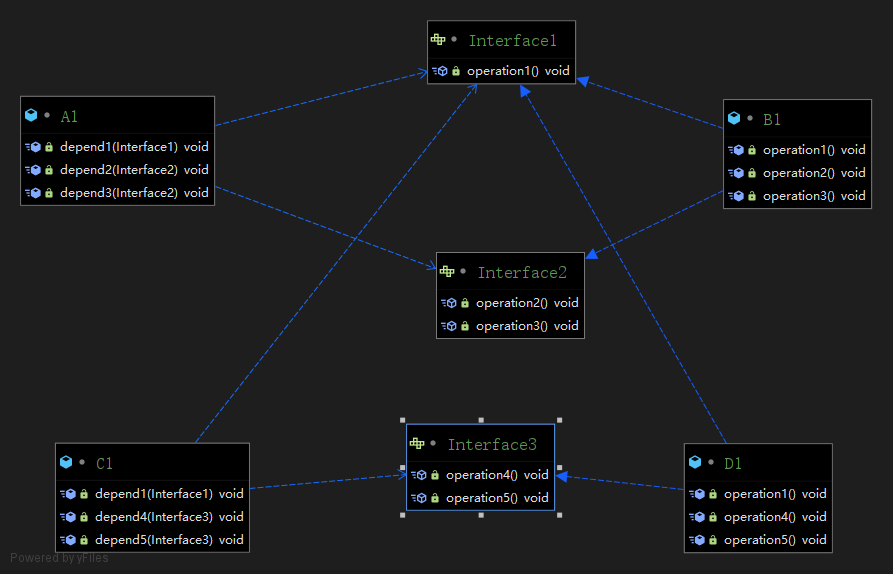 Interface1
operation1() void
A1
depend1(Interface1) void
depend2(Interface2) void
depend3(Interface2) void
B1
operation1() void
operation2() void
operation3() void
Interface2
operation2() void
operation3() void
C1
depend1(Interface1) void
depend4(Interface3) void
depend5(Interface3) void
Interface3
operation4() void
operation5() void
D1
operation1() void
operation4() void
operation5() void
Powered by yFiles